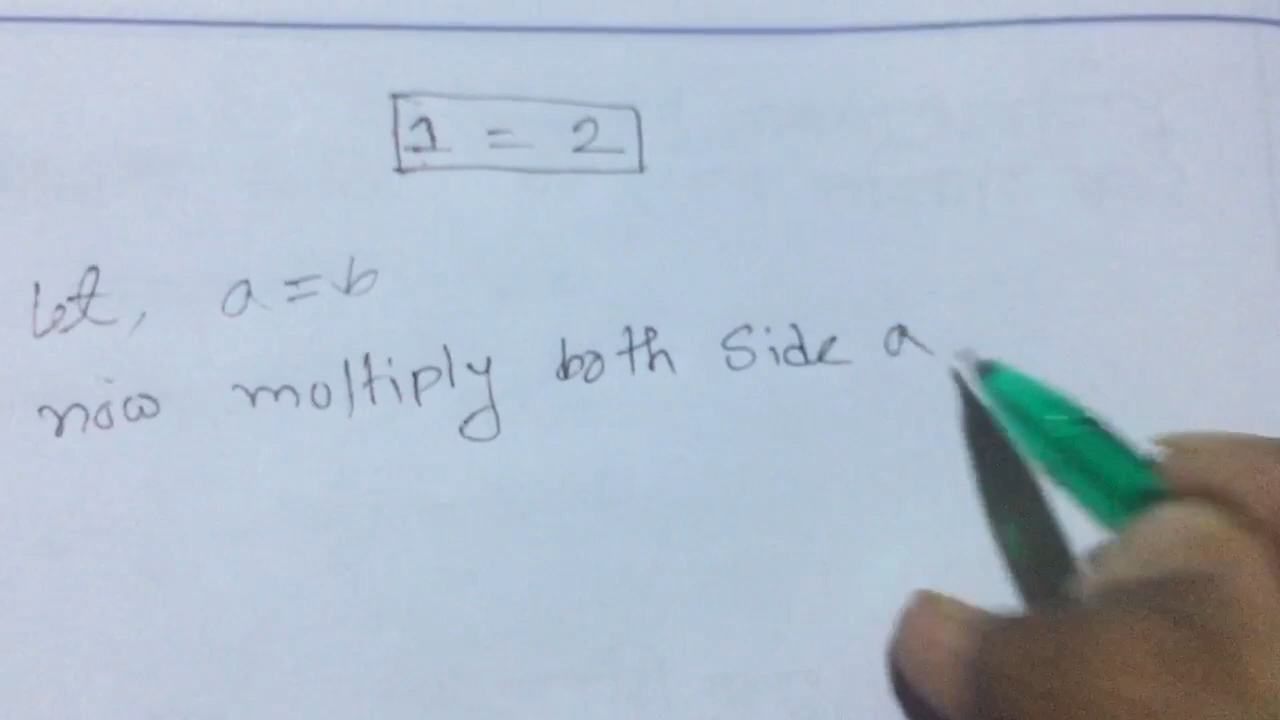 1 = 2
Let, a = b
now moltiply both side a